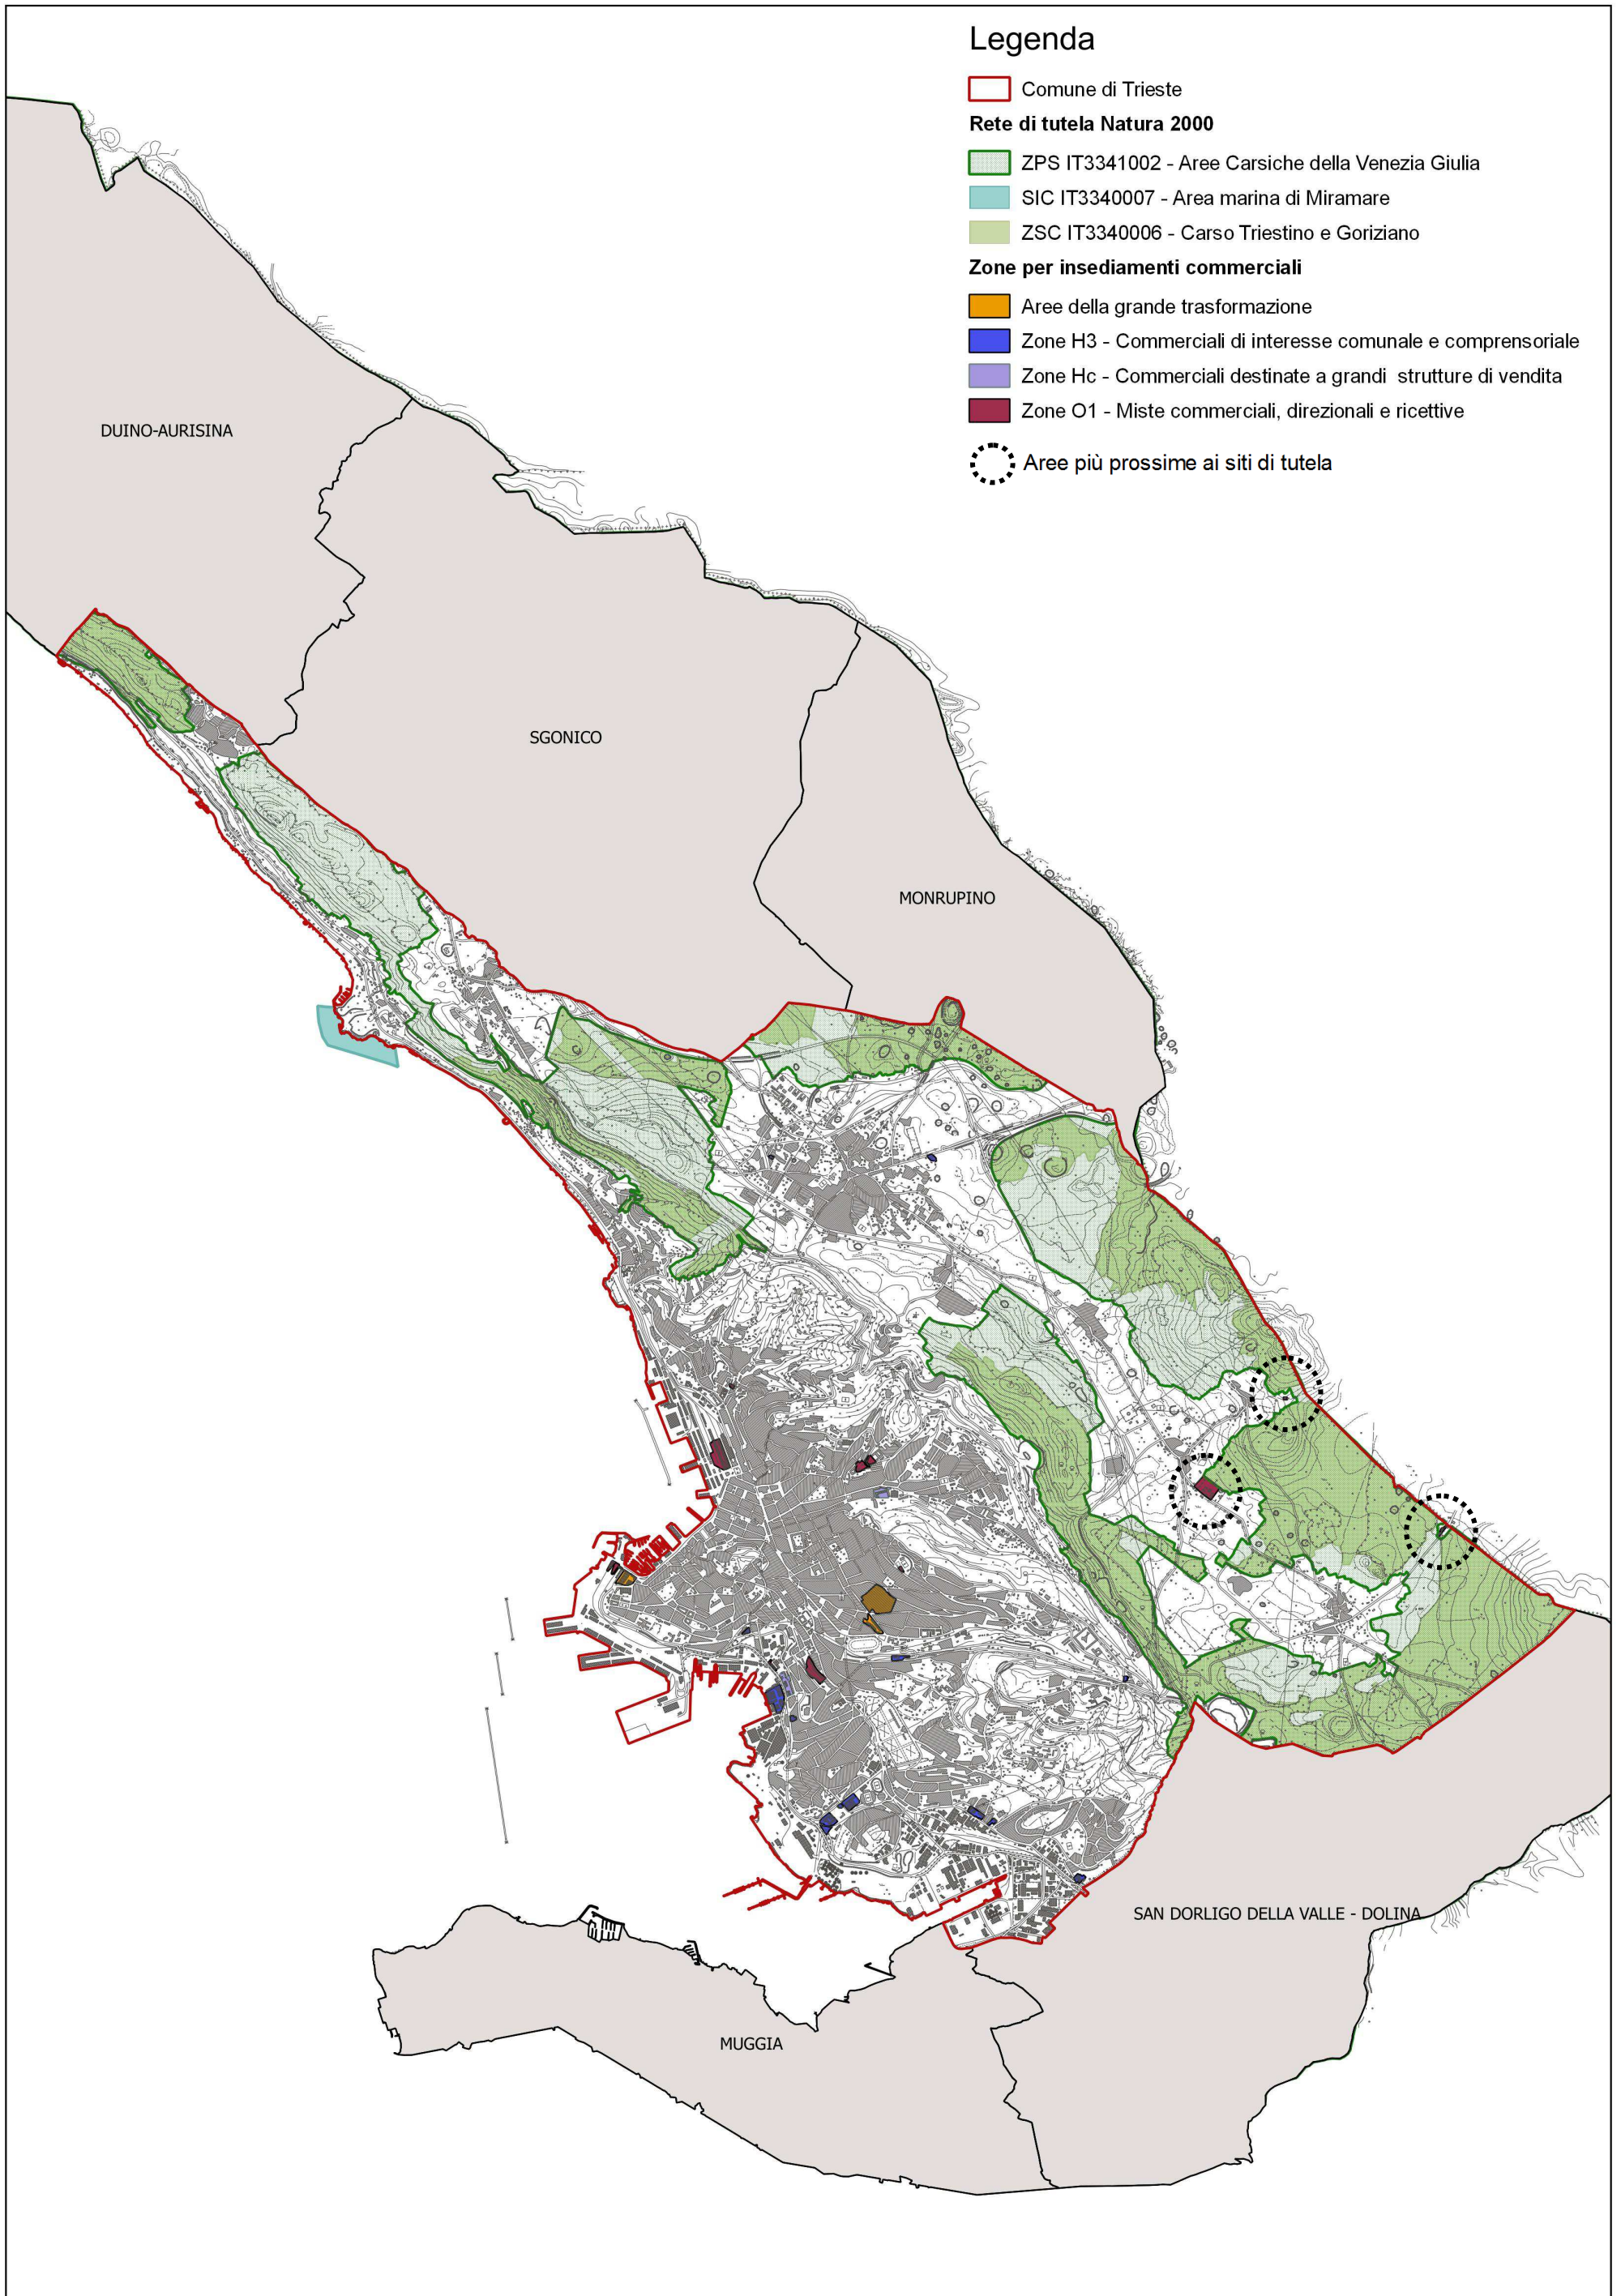 Legenda
Comune di Trieste
Rete di tutela Natura 2000
ZPS IT3341002 - Aree Carsiche della Venezia Giulia
SIC IT3340007 - Area marina di Miramare
ZSC IT3340006 - Carso Triestino e Goriziano
Zone per insediamenti commerciali
Aree della grande trasformazione
Zone H3 - Commerciali di interesse comunale e comprensoriale
Zone Hc - Commerciali destinate a grandi strutture di vendita
Zone O1 - Miste commerciali, direzionali e ricettive
Aree più prossime ai siti di tutela
DUINO-AURISINA
SGONICO
MONRUPINO
SAN DORLIGO DELLA VALLE - DOLINA
MUGGIA